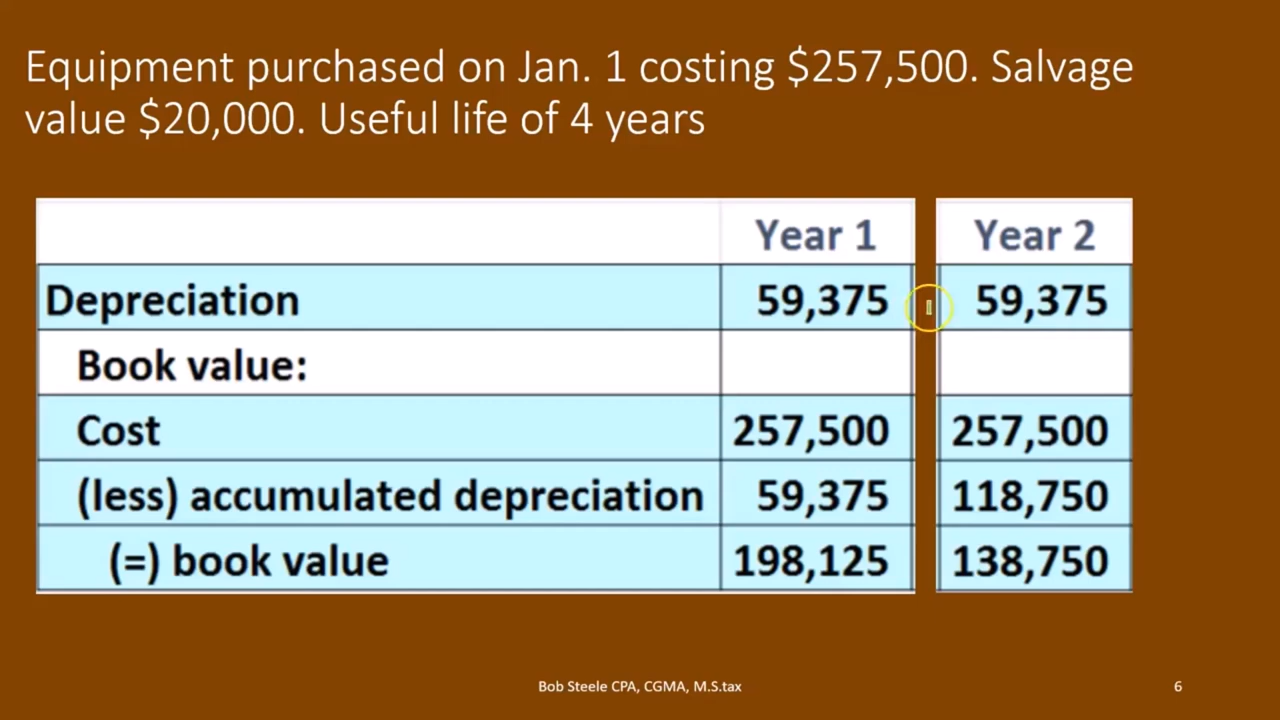 Equipment purchased on Jan. 1 costing $257,500. Salvage
value $20,000. Useful life of 4 years
Year 1 Year 2
Depreciation 59,375 59,375
Book value:
Cost 257,500 257,500
(less) accumulated depreciation 59,375 118,750
(=) book value 198,125 138,750
Bob Steele CPA, CGMA, M.S.tax 6